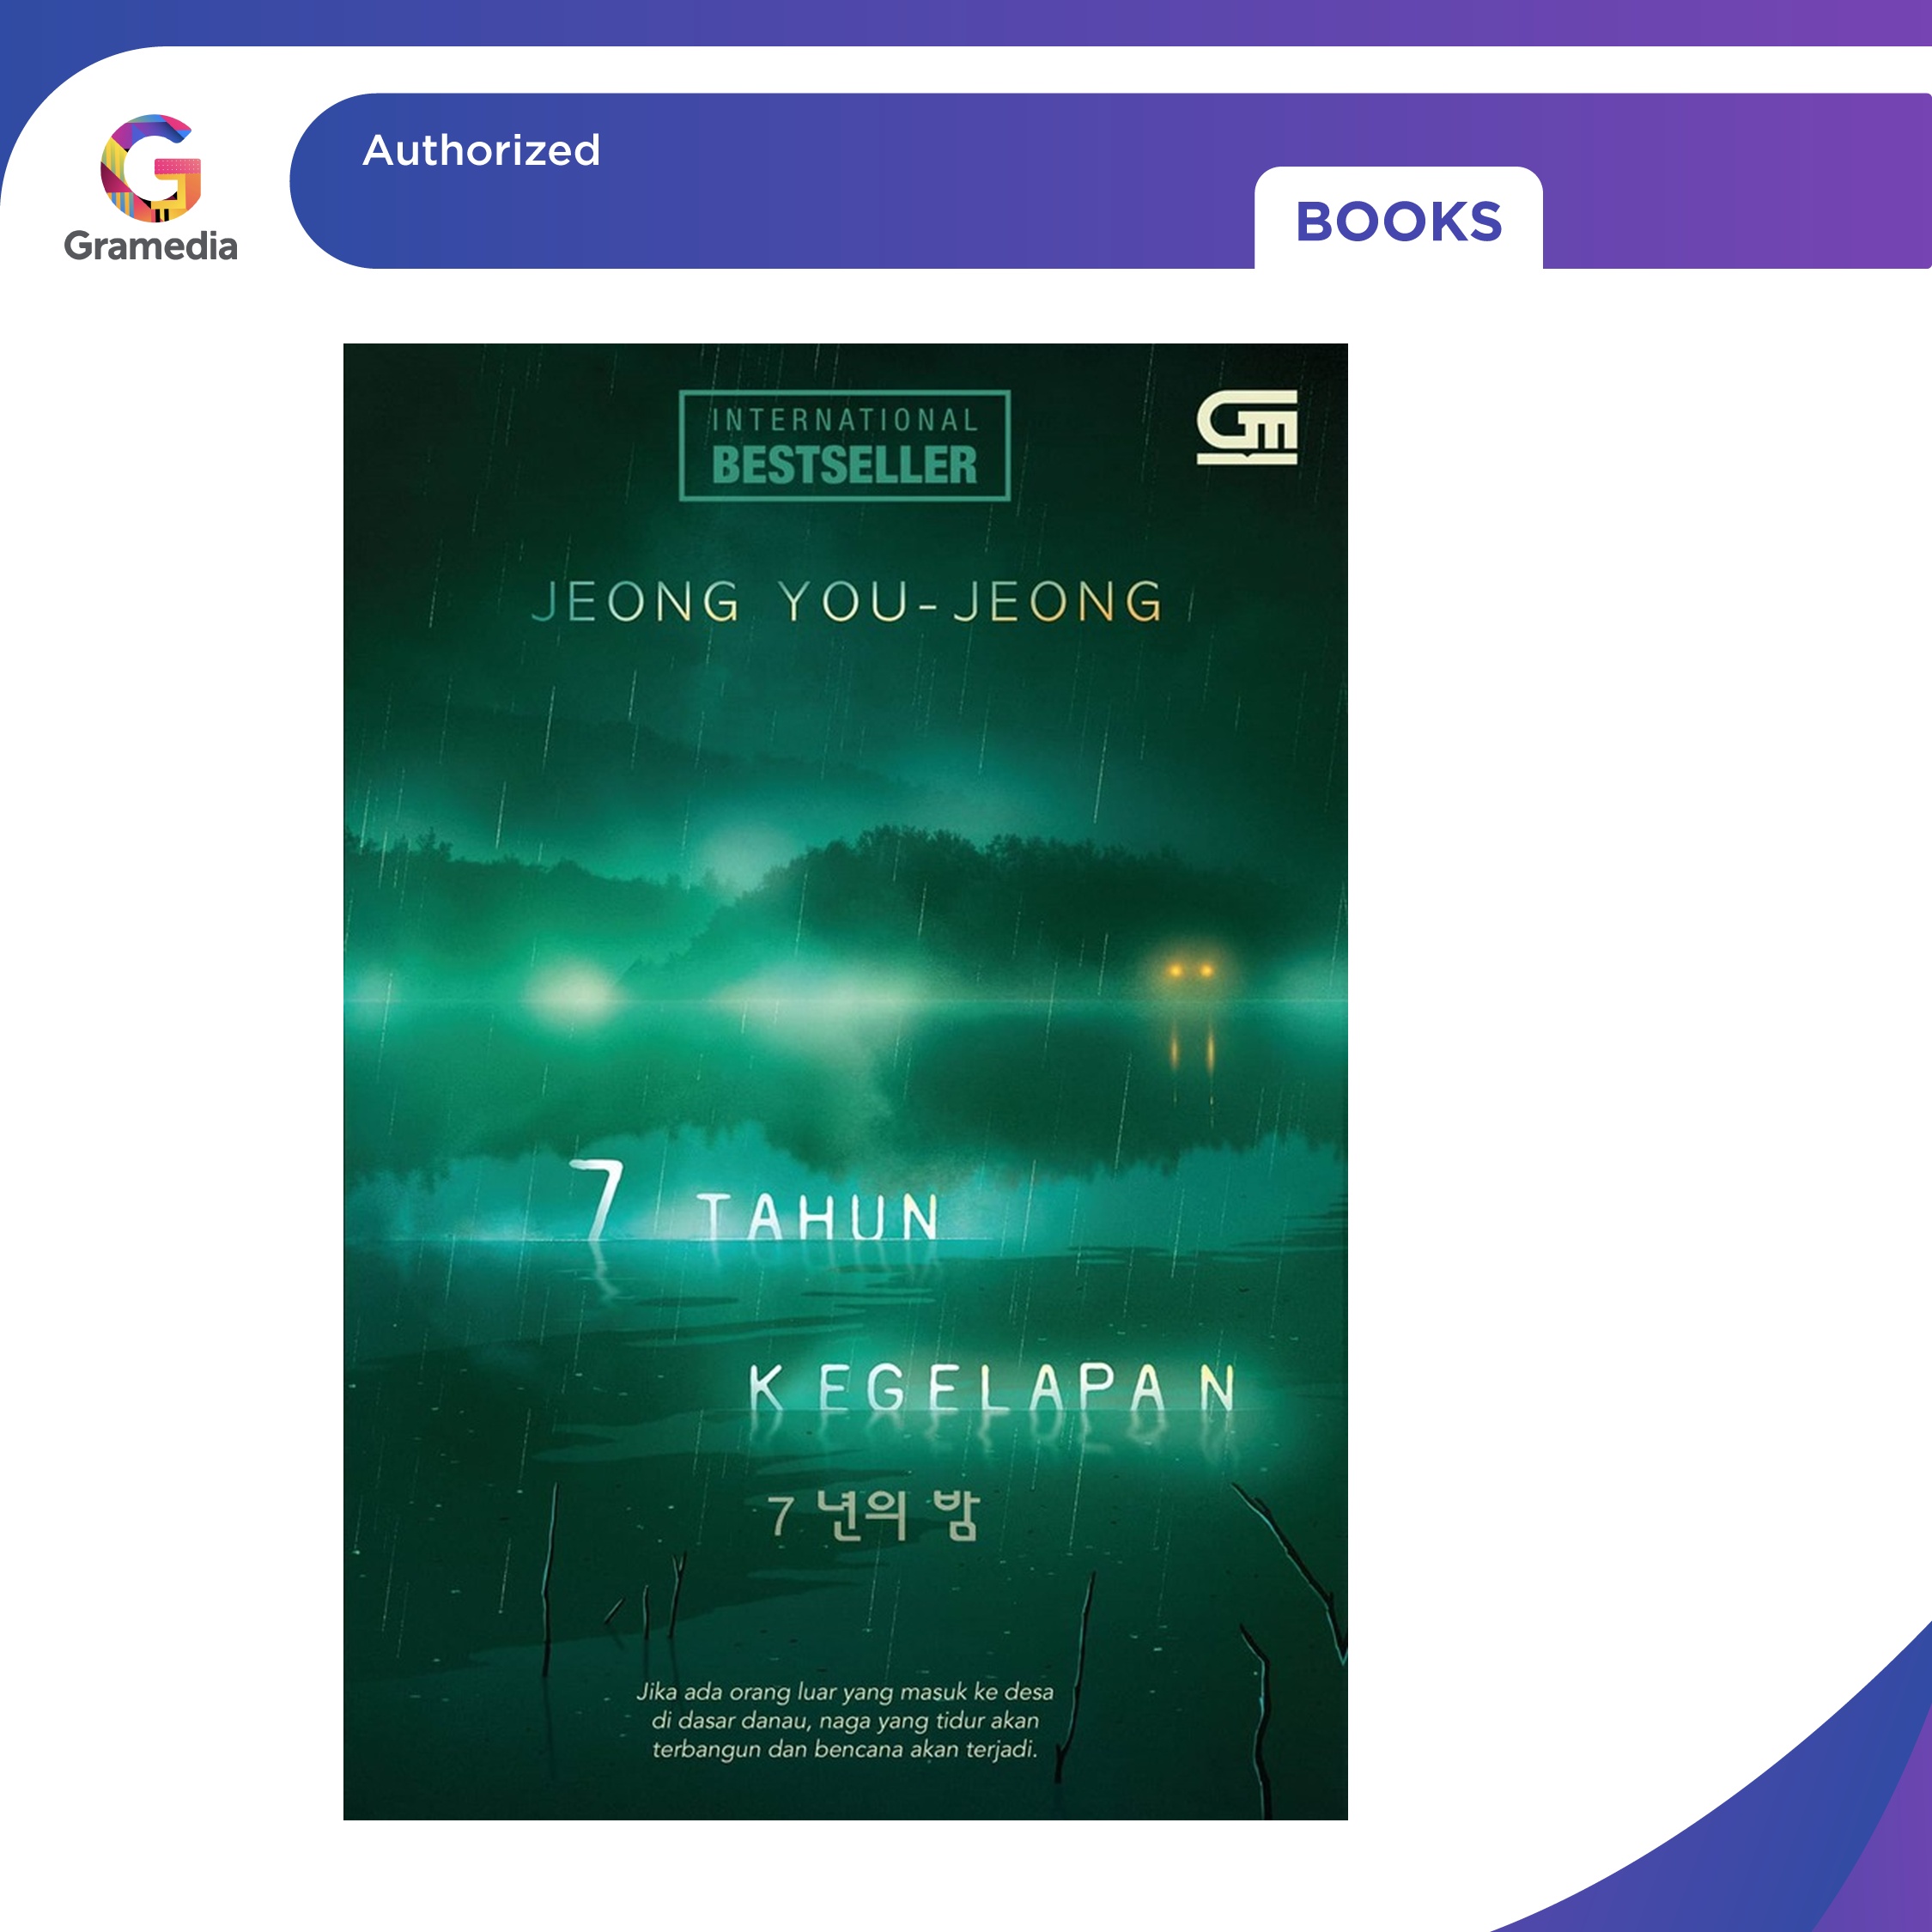 Authorized
Gramedia
BOOKS
INTERNATIONAL
BESTSELLER
Gm
JEONG YOU-JEONG
7 TAHUN
KEGELAPAN
7 년의 밤
Jika ada orang luar yang masuk ke desa
di dasar danau, naga yang tidur akan
terbangun dan bencana akan terjadi.